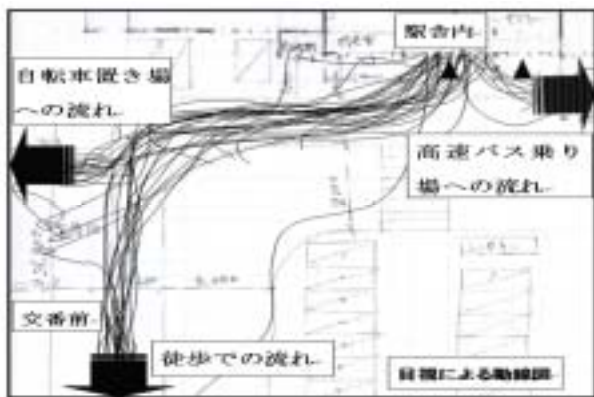 駅舎内
自転車置き場
への流れ
高速バス乗り
場への流れ
交番前
徒歩での流れ
目視による動線図